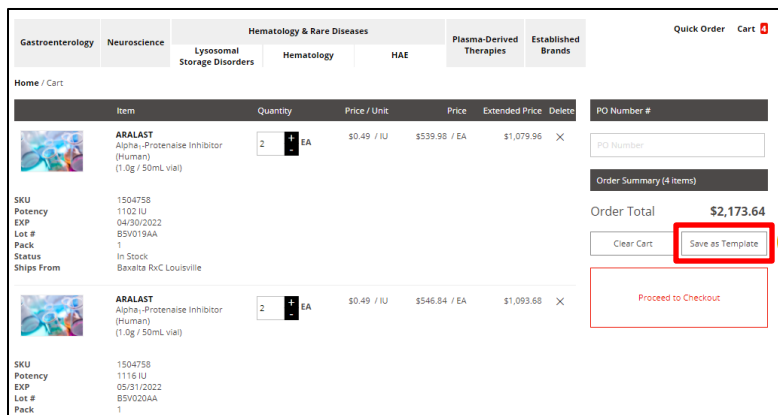 Quick Order Cart 4
Gastroenterology Neuroscience Hematology & Rare Diseases Plasma-Derived Therapies Established Brands
Lysosomal Storage Disorders Hematology HAE
Home / Cart
Item Quantity Price / Unit Price Extended Price Delete
ARALAST 2 + - EA $0.49 / IU $539.98 / EA $1,079.96 ×
Alpha₁-Protenaise Inhibitor
(Human)
(1.0g / 50mL vial)
SKU 1504758
Potency 1102 IU
EXP 04/30/2022
Lot # B5V019AA
Pack 1
Status In Stock
Ships From Baxalta RxC Louisville
ARALAST 2 + - EA $0.49 / IU $546.84 / EA $1,093.68 ×
Alpha₁-Protenaise Inhibitor
(Human)
(1.0g / 50mL vial)
SKU 1504758
Potency 1116 IU
EXP 05/31/2022
Lot # B5V020AA
Pack 1
PO Number #
PO Number
Order Summary (4 items)
Order Total $2,173.64
Clear Cart Save as Template
Proceed to Checkout